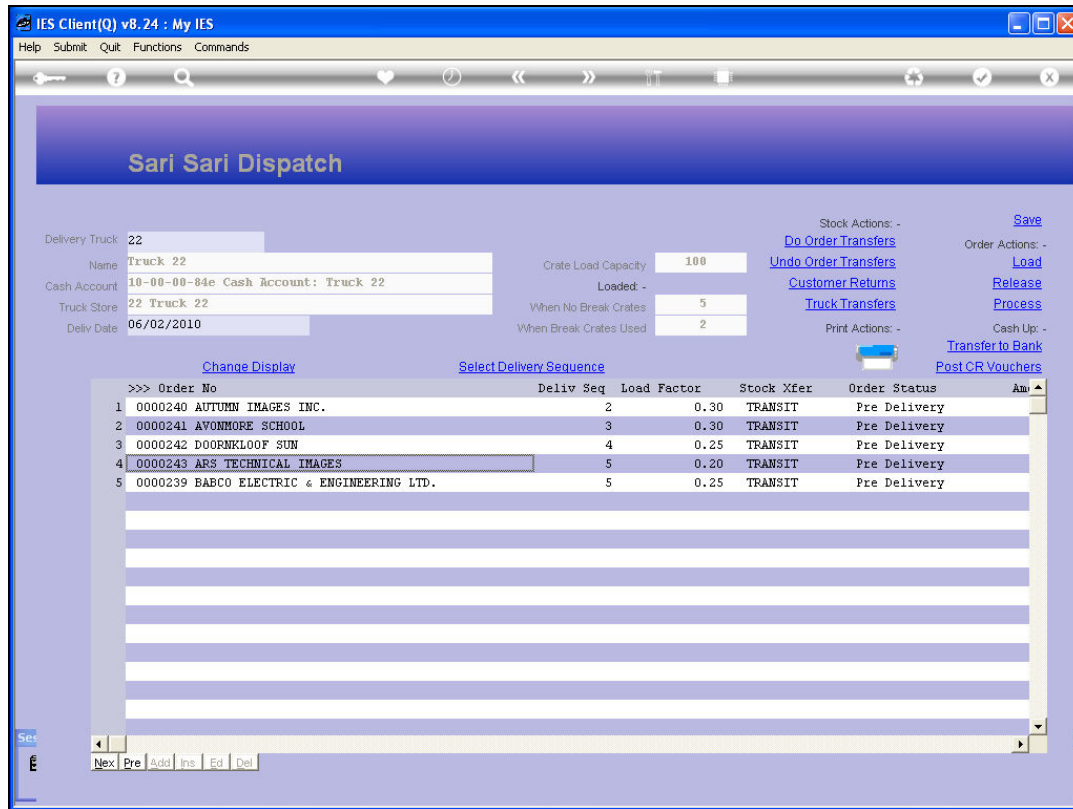 IES Client(Q) v8.24 : My IES
Help Submit Quit Functions Commands
Sari Sari Dispatch
Stock Actions: - Save
Delivery Truck 22 Do Order Transfers Order Actions: -
Name Truck 22 Crate Load Capacity 100 Undo Order Transfers Load
Cash Account 10-00-00-84e Cash Account: Truck 22 Loaded: - Customer Returns Release
Truck Store 22 Truck 22 When No Break Crates 5 Truck Transfers Process
Deliv Date 06/02/2010 When Break Crates Used 2 Print Actions: - Cash Up: -
Transfer to Bank
Change Display Select Delivery Sequence Post CR Vouchers
>>> Order No Deliv Seq Load Factor Stock Xfer Order Status Am
1 0000240 AUTUMN IMAGES INC. 2 0.30 TRANSIT Pre Delivery
2 0000241 AVONMORE SCHOOL 3 0.30 TRANSIT Pre Delivery
3 0000242 DOORNKLOOF SUN 4 0.25 TRANSIT Pre Delivery
4 0000243 ARS TECHNICAL IMAGES 5 0.20 TRANSIT Pre Delivery
5 0000239 BABCO ELECTRIC & ENGINEERING LTD. 5 0.25 TRANSIT Pre Delivery
Ses
Nex Pre Add Ins Ed Del